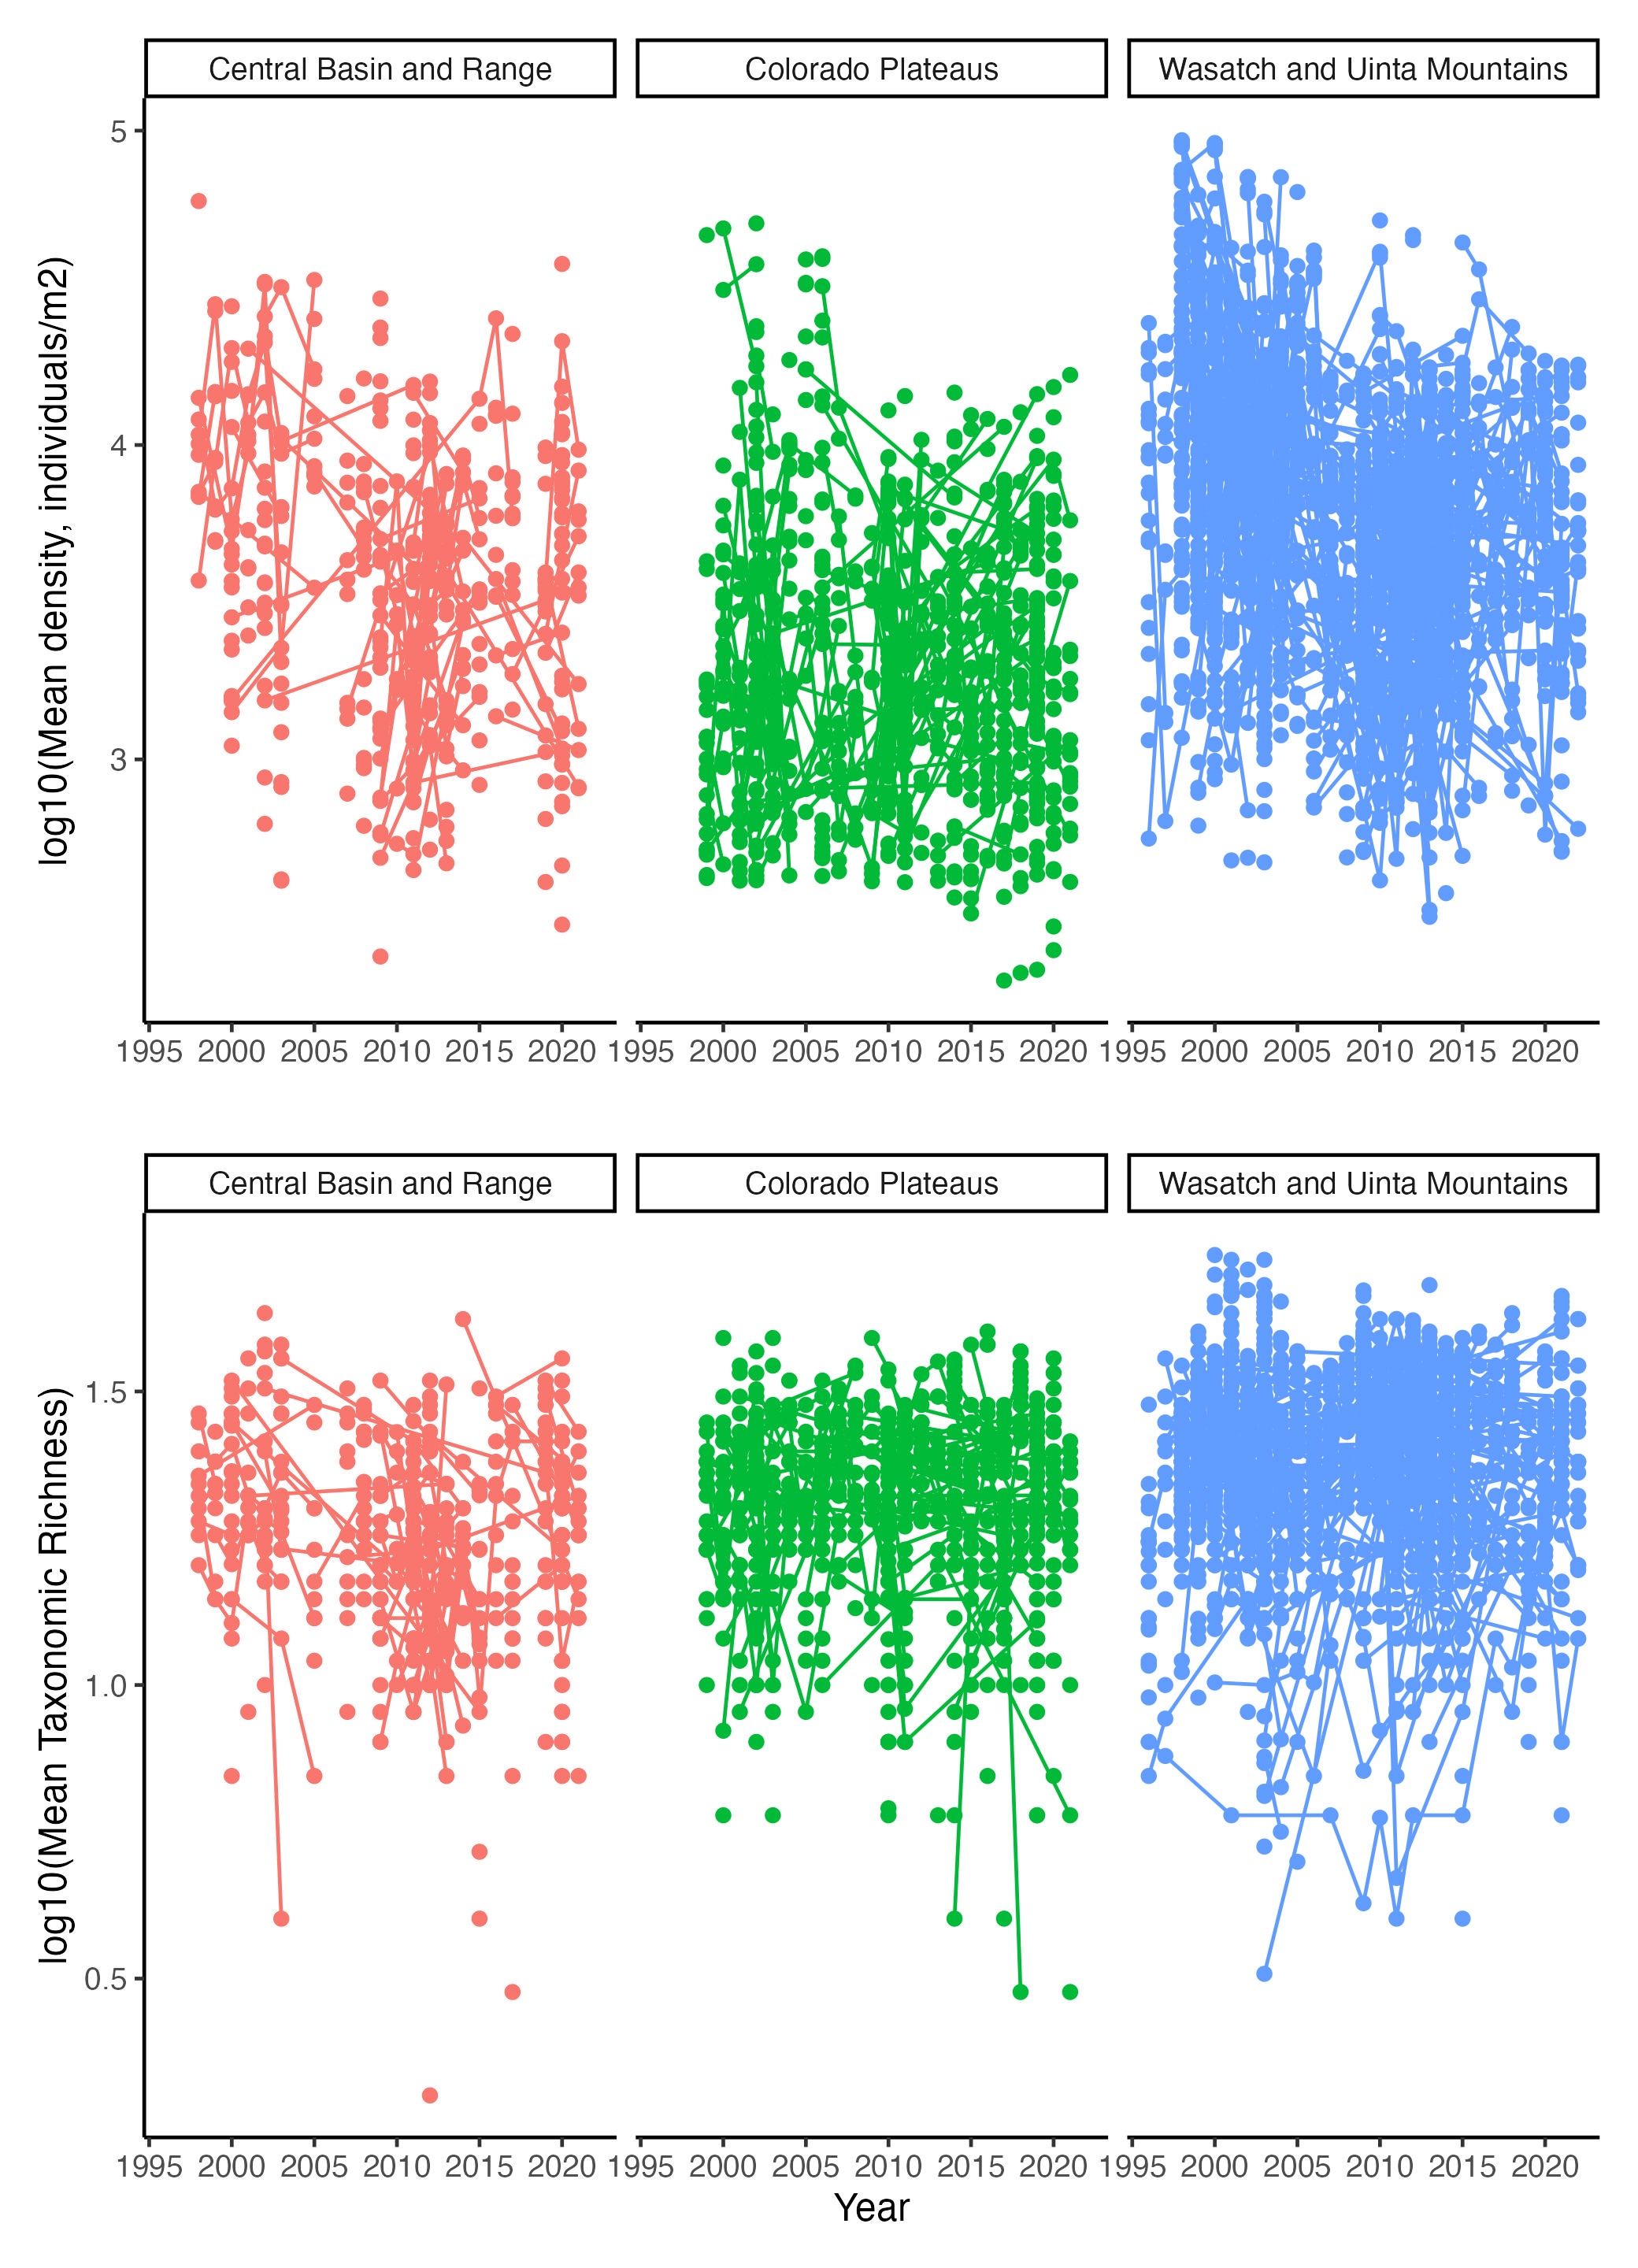 Central Basin and Range
Colorado Plateaus
Wasatch and Uinta Mountains
log10(Mean density, individuals/m2)
5
4
3
1995 2000 2005 2010 2015 2020 1995 2000 2005 2010 2015 2020 1995 2000 2005 2010 2015 2020
Central Basin and Range
Colorado Plateaus
Wasatch and Uinta Mountains
log10(Mean Taxonomic Richness)
1.5
1.0
0.5
1995 2000 2005 2010 2015 2020 1995 2000 2005 2010 2015 2020 1995 2000 2005 2010 2015 2020
Year